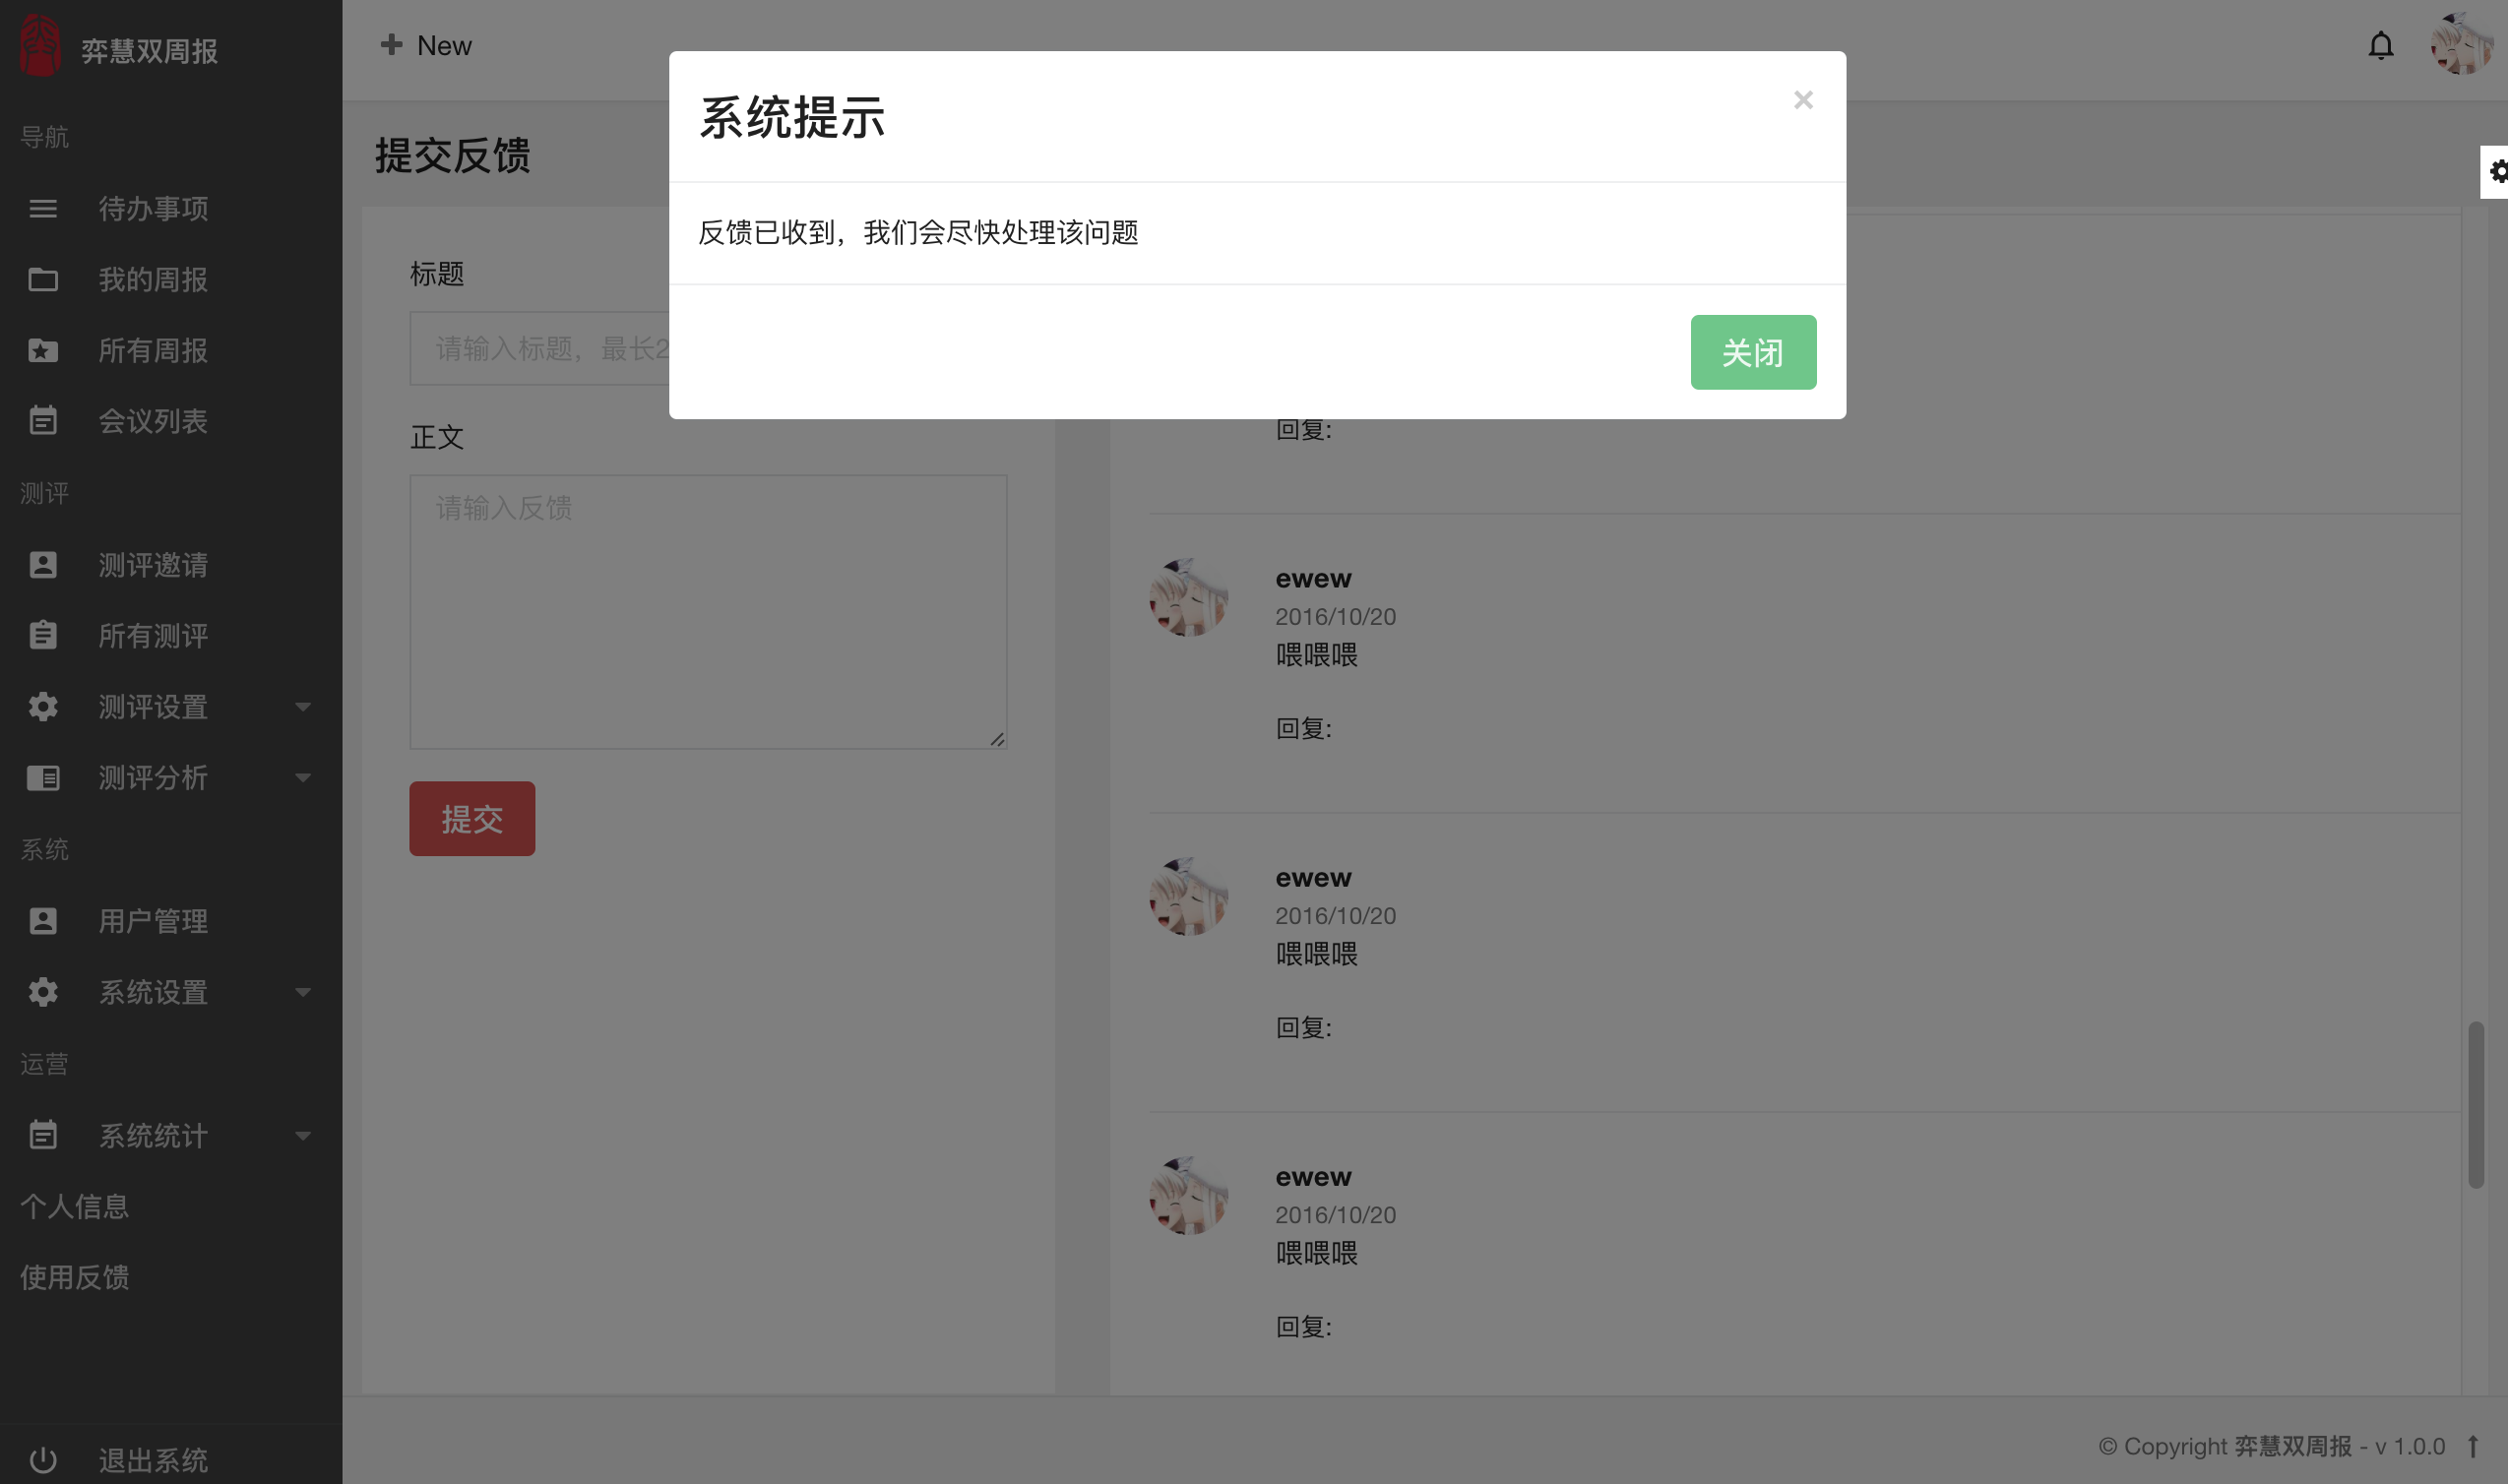 弈慧双周报
导航
待办事项
我的周报
所有周报
会议列表
测评
测评邀请
所有测评
测评设置
测评分析
系统
用户管理
系统设置
运营
系统统计
个人信息
使用反馈
退出系统
New
提交反馈
系统提示
×
反馈已收到，我们会尽快处理该问题
关闭
标题
请输入标题，最长2
正文
请输入反馈
提交
回复:
ewew
2016/10/20
喂喂喂
回复:
ewew
2016/10/20
喂喂喂
回复:
ewew
2016/10/20
喂喂喂
回复:
© Copyright 弈慧双周报 - v 1.0.0